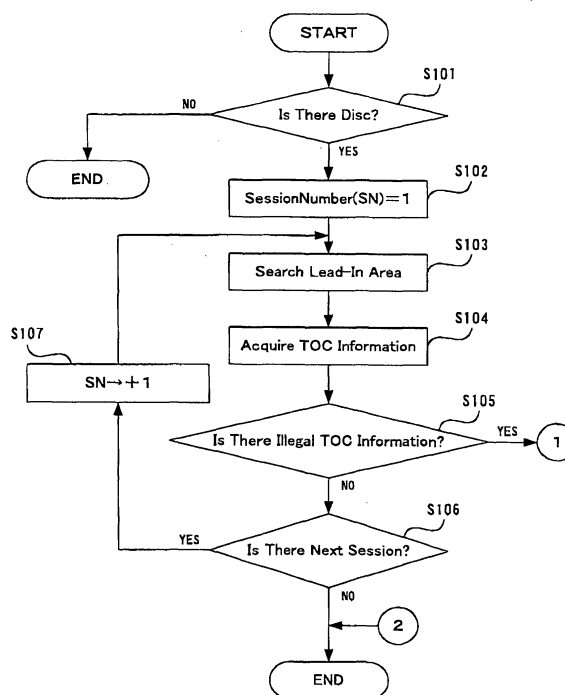 START
S101
Is There Disc?
NO
YES
END
S102
SessionNumber(SN)=1
S103
Search Lead-In Area
S104
Acquire TOC Information
S107
SN→+1
S105
Is There Illegal TOC Information?
YES
1
NO
S106
Is There Next Session?
YES
NO
2
END